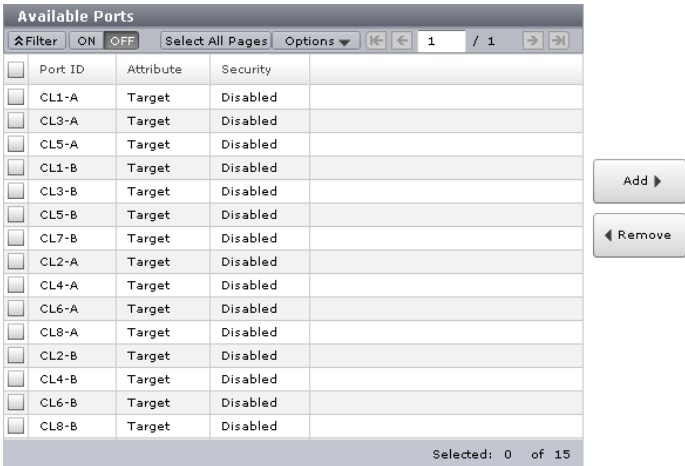 Available Ports
Filter ON OFF Select All Pages Options 1 / 1
Port ID Attribute Security
CL1-A Target Disabled
CL3-A Target Disabled
CL5-A Target Disabled
CL1-B Target Disabled
CL3-B Target Disabled
CL5-B Target Disabled
CL7-B Target Disabled
CL2-A Target Disabled
CL4-A Target Disabled
CL6-A Target Disabled
CL8-A Target Disabled
CL2-B Target Disabled
CL4-B Target Disabled
CL6-B Target Disabled
CL8-B Target Disabled
Selected: 0 of 15
Add
Remove